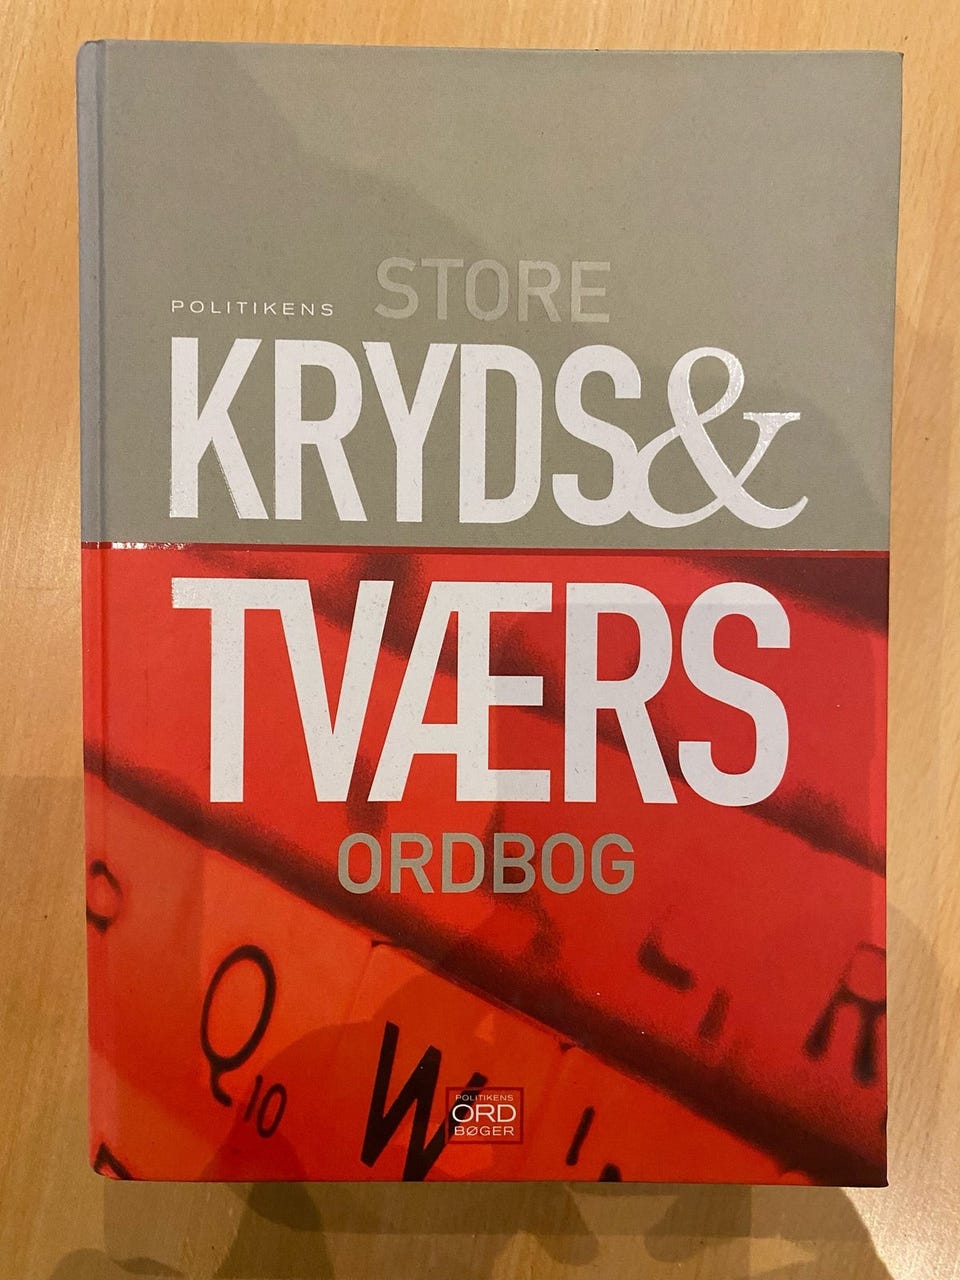 POLITIKENS STORE
KRYDS&
TVÆRS
ORDBOG
Q10
W
R
POLITIKENS
ORD
BØGER